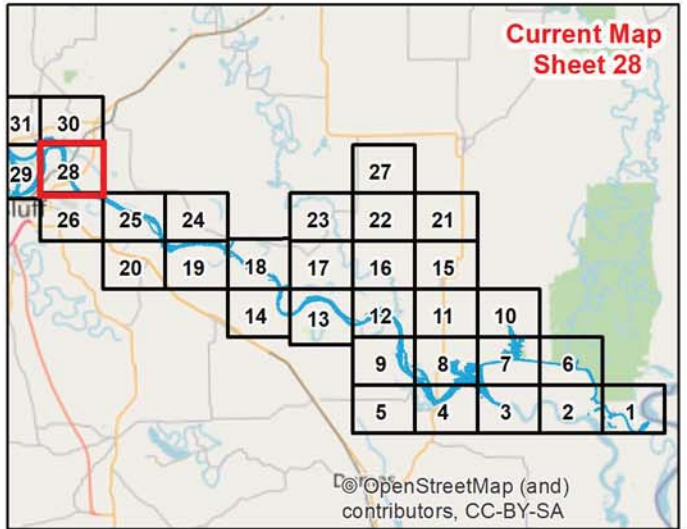 Current Map
Sheet 28
31 30
29 28 27
Bluff 26 25 24 23 22 21
20 19 18 17 16 15
14 13 12 11 10
9 8 7 6
5 4 3 2 1
© OpenStreetMap (and)
contributors, CC-BY-SA